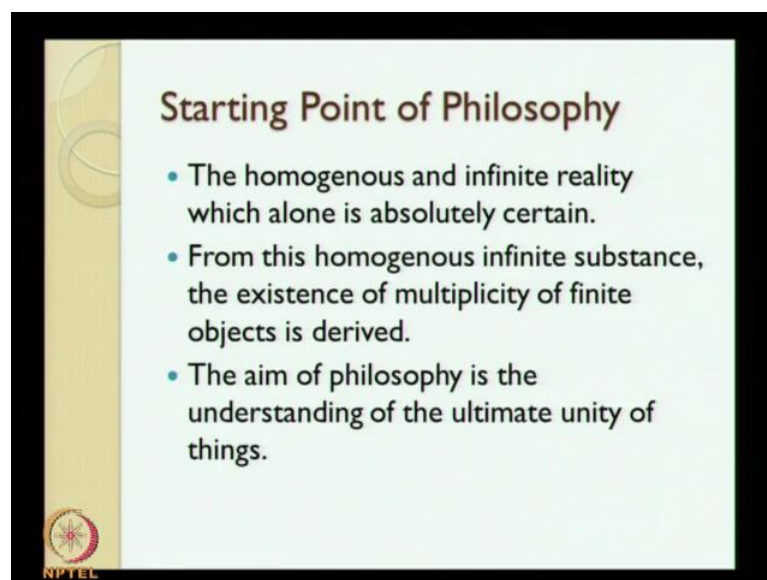 Starting Point of Philosophy
• The homogenous and infinite reality
which alone is absolutely certain.
• From this homogenous infinite substance,
the existence of multiplicity of finite
objects is derived.
• The aim of philosophy is the
understanding of the ultimate unity of
things.
NPTEL